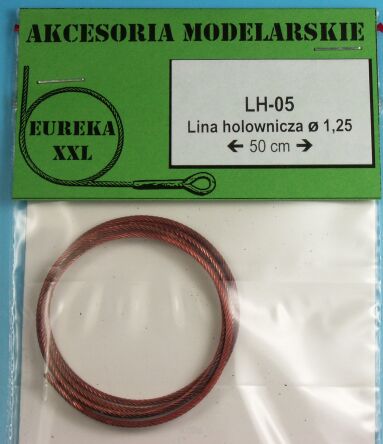 AKCESORIA MODELARSKIE
EUREKA
XXL
LH-05
Lina holownicza ø 1,25
← 50 cm →